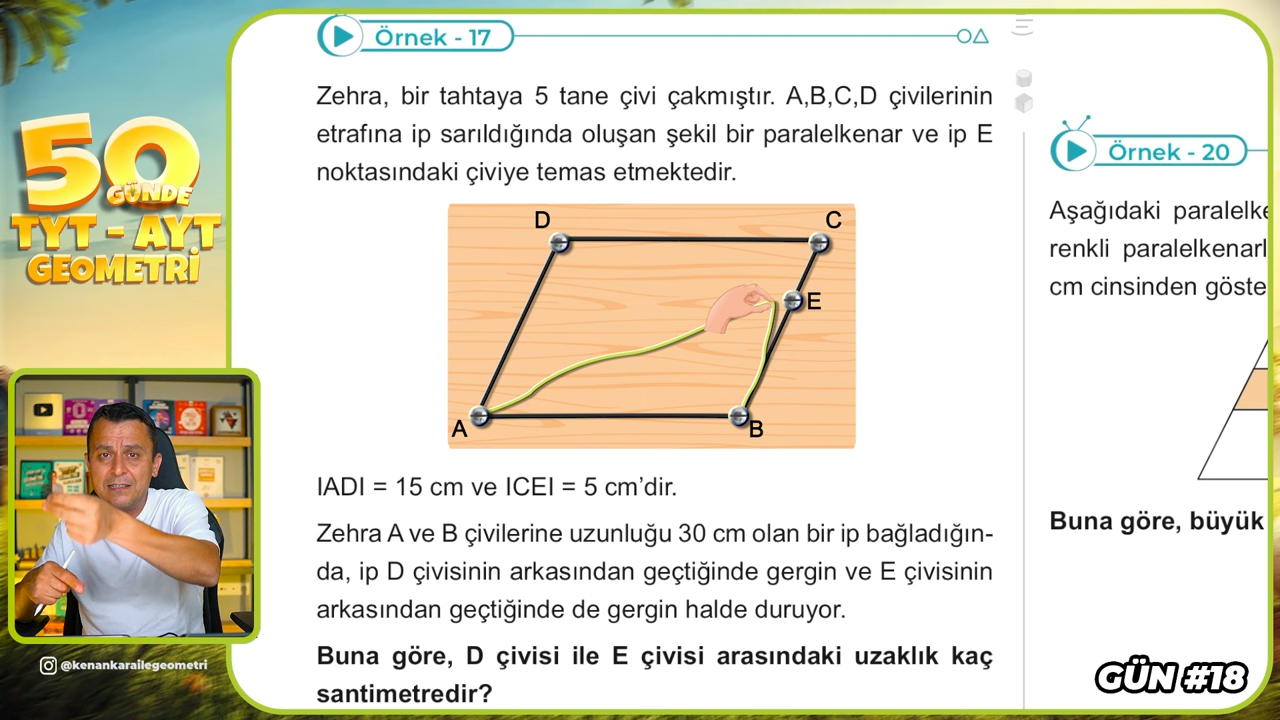 Örnek - 17
Zehra, bir tahtaya 5 tane çivi çakmıştır. A,B,C,D çivilerinin
etrafına ip sarıldığında oluşan şekil bir paralelkenar ve ip E
noktasındaki çiviye temas etmektedir.
D
C
E
A
B
IADI = 15 cm ve ICEI = 5 cm'dir.
Zehra A ve B çivilerine uzunluğu 30 cm olan bir ip bağladığın-
da, ip D çivisinin arkasından geçtiğinde gergin ve E çivisinin
arkasından geçtiğinde de gergin halde duruyor.
Buna göre, D çivisi ile E çivisi arasındaki uzaklık kaç
santimetredir?
Örnek - 20
Aşağıdaki paralelke
renkli paralelkenarl
cm cinsinden göste
Buna göre, büyük
50
GÜNDE
TYT - AYT
GEOMETRİ
@kenankarailegeometri
GÜN #18